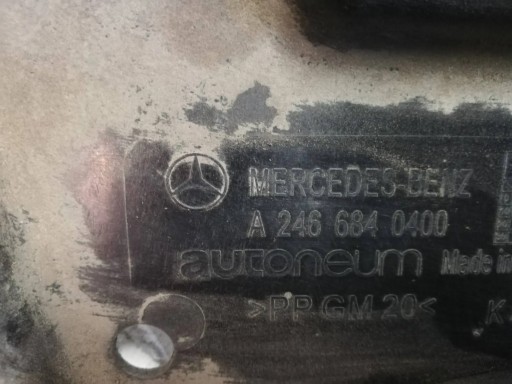 MERCEDES-BENZ
A 246 684 0400
autoneum Made in
>PP GM 20< K